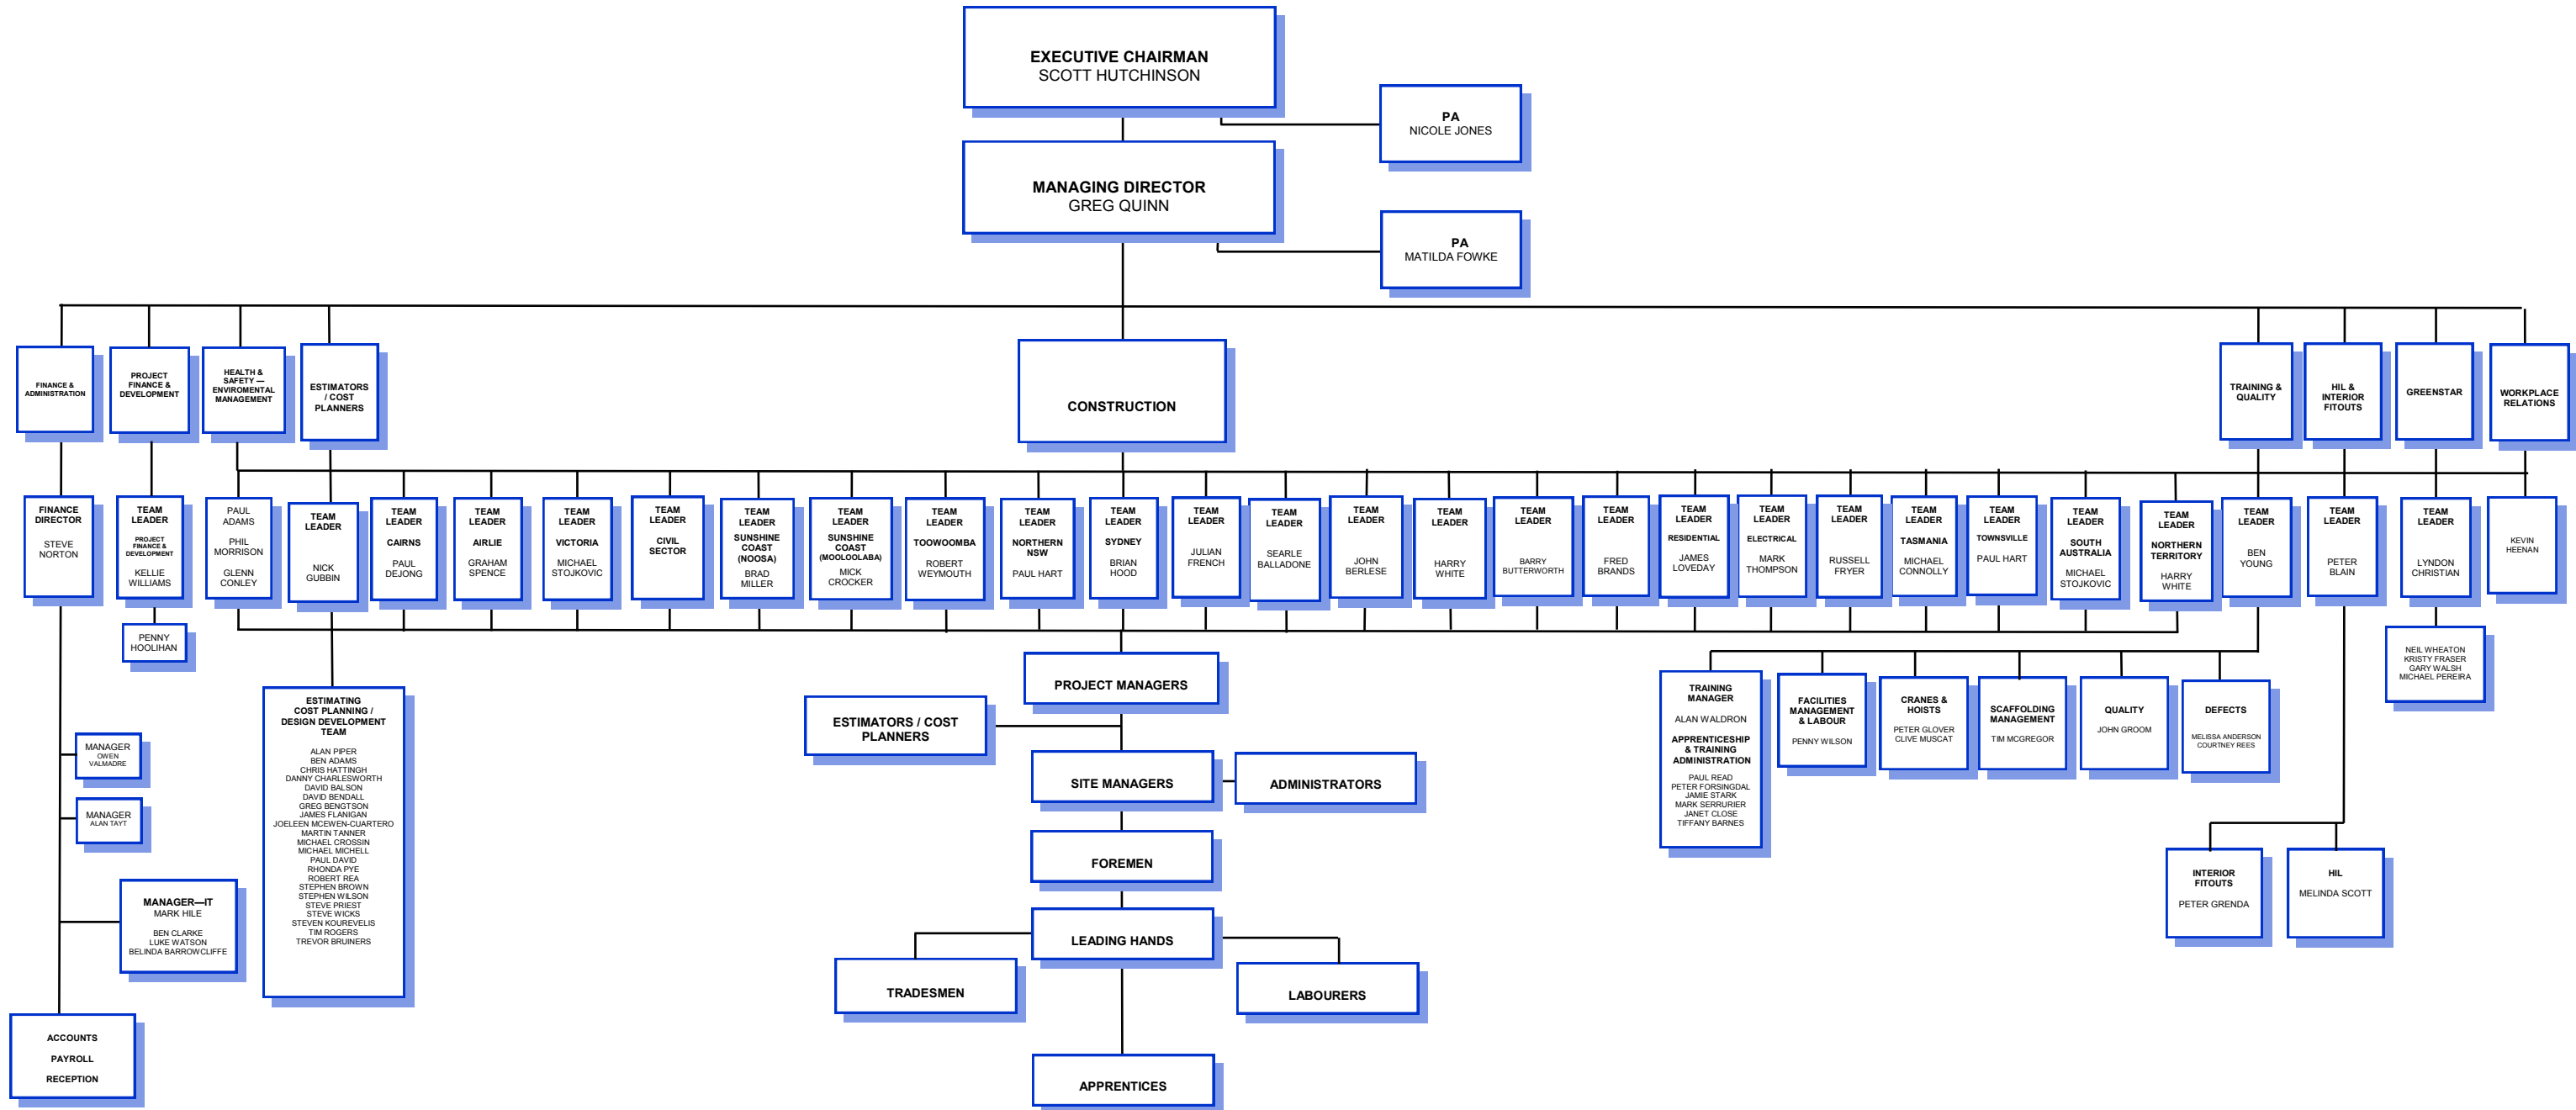 EXECUTIVE CHAIRMAN
SCOTT HUTCHINSON
PA
NICOLE JONES
MANAGING DIRECTOR
GREG QUINN
PA
MATILDA FOWKE
FINANCE &
ADMINISTRATION
PROJECT
FINANCE &
DEVELOPMENT
HEALTH &
SAFETY —
ENVIROMENTAL
MANAGEMENT
ESTIMATORS
/ COST
PLANNERS
CONSTRUCTION
TRAINING &
QUALITY
HIL &
INTERIOR
FITOUTS
GREENSTAR
WORKPLACE
RELATIONS
FINANCE
DIRECTOR
STEVE
NORTON
TEAM
LEADER
PROJECT
FINANCE &
DEVELOPMENT
KELLIE
WILLIAMS
PAUL
ADAMS
PHIL
MORRISON
GLENN
CONLEY
TEAM
LEADER
NICK
GUBBIN
TEAM
LEADER
CAIRNS
PAUL
DEJONG
TEAM
LEADER
AIRLIE
GRAHAM
SPENCE
TEAM
LEADER
VICTORIA
MICHAEL
STOJKOVIC
TEAM
LEADER
CIVIL
SECTOR
TEAM
LEADER
SUNSHINE
COAST
(NOOSA)
BRAD
MILLER
TEAM
LEADER
SUNSHINE
COAST
(MOOLOOLABA)
MICK
CROCKER
TEAM
LEADER
TOOWOOMBA
ROBERT
WEYMOUTH
TEAM
LEADER
NORTHERN
NSW
PAUL HART
TEAM
LEADER
SYDNEY
BRIAN
HOOD
TEAM
LEADER
JULIAN
FRENCH
TEAM
LEADER
SEARLE
BALLADONE
TEAM
LEADER
JOHN
BERLESE
TEAM
LEADER
HARRY
WHITE
TEAM
LEADER
BARRY
BUTTERWORTH
TEAM
LEADER
FRED
BRANDS
TEAM
LEADER
RESIDENTIAL
JAMES
LOVEDAY
TEAM
LEADER
ELECTRICAL
MARK
THOMPSON
TEAM
LEADER
RUSSELL
FRYER
TEAM
LEADER
TASMANIA
MICHAEL
CONNOLLY
TEAM
LEADER
TOWNSVILLE
PAUL HART
TEAM
LEADER
SOUTH
AUSTRALIA
MICHAEL
STOJKOVIC
TEAM
LEADER
NORTHERN
TERRITORY
HARRY
WHITE
TEAM
LEADER
BEN
YOUNG
TEAM
LEADER
PETER
BLAIN
TEAM
LEADER
LYNDON
CHRISTIAN
KEVIN
HEENAN
PENNY
HOOLIHAN
NEIL WHEATON
KRISTY FRASER
GARY WALSH
MICHAEL PEREIRA
ESTIMATING
COST PLANNING /
DESIGN DEVELOPMENT
TEAM
ALAN PIPER
BEN ADAMS
CHRIS HATTINGH
DANNY CHARLESWORTH
DAVID BALSON
DAVID BENDALL
GREG BENGTSON
JAMES FLANIGAN
JOELEEN MCEWEN-CUARTERO
MARTIN TANNER
MICHAEL CROSSIN
MICHAEL MICHELL
PAUL DAVID
RHONDA PYE
ROBERT REA
STEPHEN BROWN
STEPHEN WILSON
STEVE PRIEST
STEVE WICKS
STEVEN KOUREVELIS
TIM ROGERS
TREVOR BRUINERS
PROJECT MANAGERS
ESTIMATORS / COST
PLANNERS
SITE MANAGERS
ADMINISTRATORS
FOREMEN
LEADING HANDS
TRADESMEN
LABOURERS
APPRENTICES
TRAINING
MANAGER
ALAN WALDRON
APPRENTICESHIP
& TRAINING
ADMINISTRATION
PAUL READ
PETER FORSINGDAL
JAMIE STARK
MARK SERRURIER
JANET CLOSE
TIFFANY BARNES
FACILITIES
MANAGEMENT
& LABOUR
PENNY WILSON
CRANES &
HOISTS
PETER GLOVER
CLIVE MUSCAT
SCAFFOLDING
MANAGEMENT
TIM MCGREGOR
QUALITY
JOHN GROOM
DEFECTS
MELISSA ANDERSON
COURTNEY REES
MANAGER
OWEN
VALMADRE
MANAGER
ALAN TAYT
MANAGER—IT
MARK HILE
BEN CLARKE
LUKE WATSON
BELINDA BARROWCLIFFE
INTERIOR
FITOUTS
PETER GRENDA
HIL
MELINDA SCOTT
ACCOUNTS
PAYROLL
RECEPTION